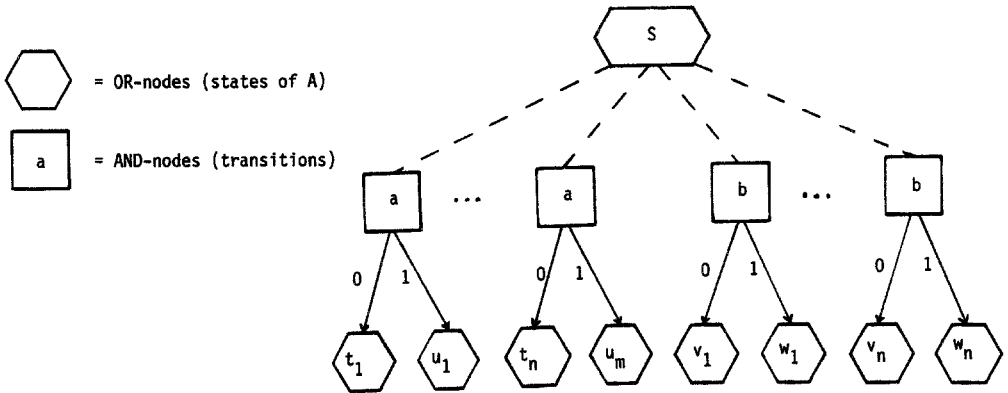 S
= OR-nodes (states of A)
a = AND-nodes (transitions)
a ... a b ... b
0 1 0 1 0 1 0 1
t1 u1 tn um v1 w1 vn wn